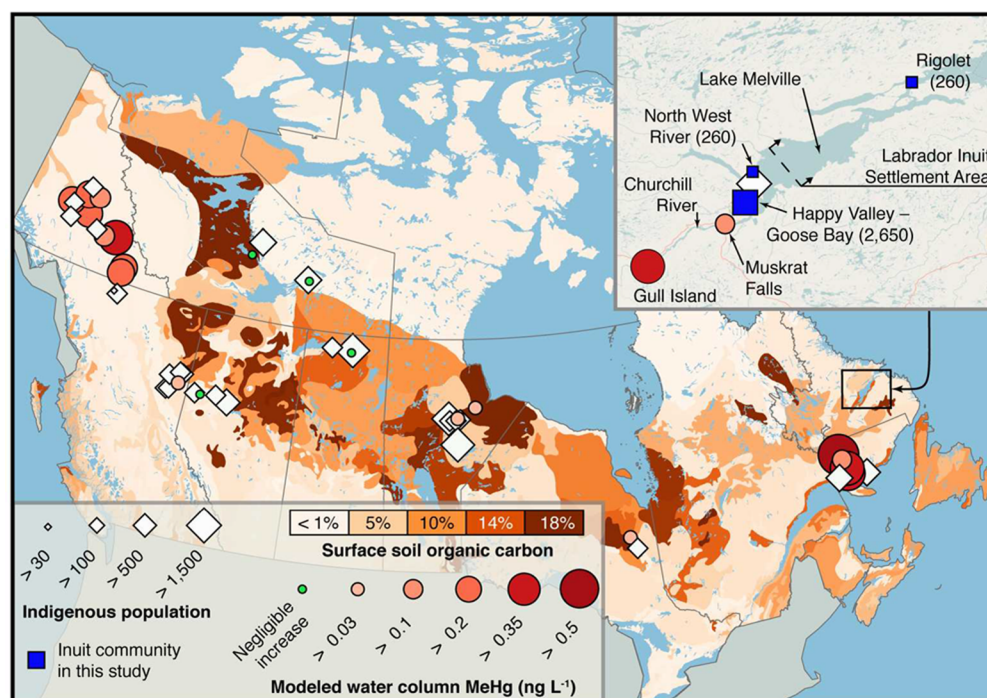 Rigolet
(260)
Lake Melville
North West
River (260)
Labrador Inuit
Settlement Area
Churchill
River
Happy Valley –
Goose Bay (2,650)
Muskrat
Falls
Gull Island
< 1%
5%
10%
14%
18%
Surface soil organic carbon
> 30
> 100
> 500
> 1,500
Indigenous population
Inuit community
in this study
Negligible
increase
> 0.03
> 0.1
> 0.2
> 0.35
> 0.5
Modeled water column MeHg (ng L⁻¹)